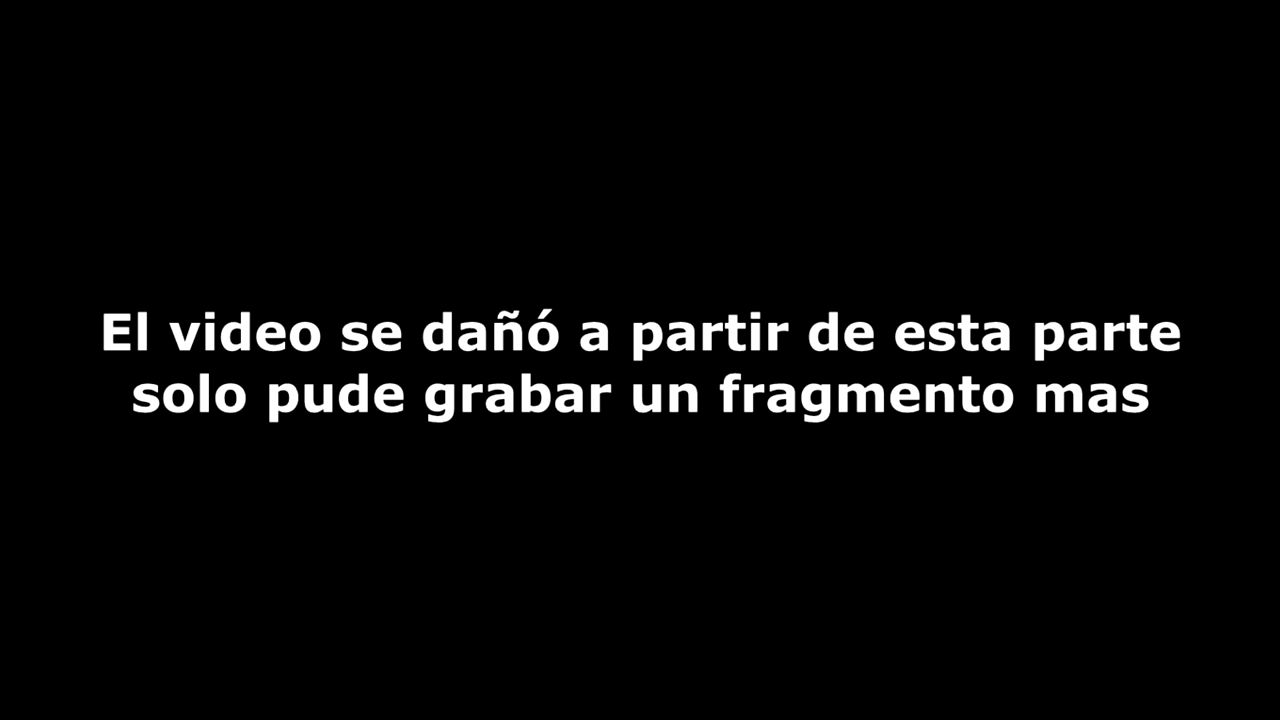 El video se dañó a partir de esta parte
solo pude grabar un fragmento mas